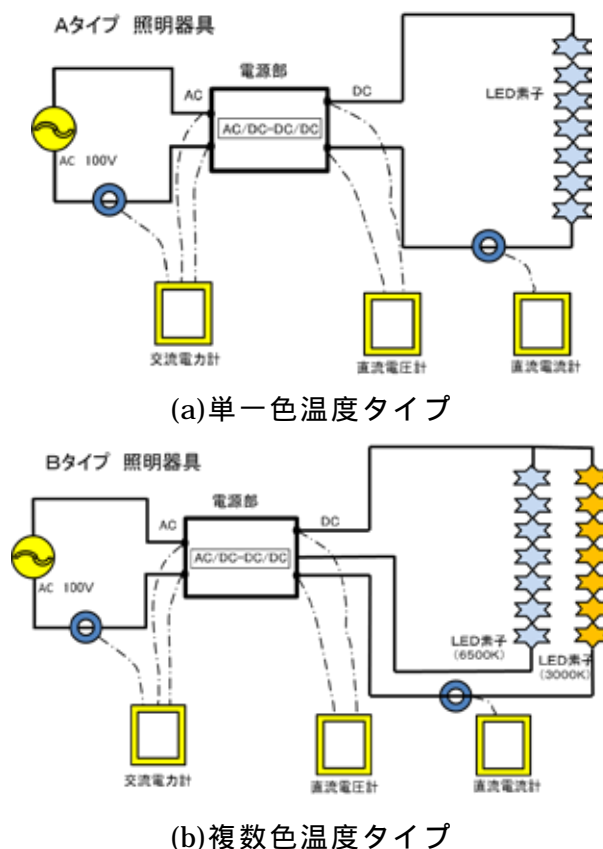 Aタイプ 照明器具
電源部
AC
DC
LED素子
AC/DC-DC/DC
AC 100V
交流電力計
直流電圧計
直流電流計
(a)単一色温度タイプ
Bタイプ 照明器具
電源部
AC
DC
AC/DC-DC/DC
AC 100V
LED素子
(6500K)
LED素子
(3000K)
交流電力計
直流電圧計
直流電流計
(b)複数色温度タイプ